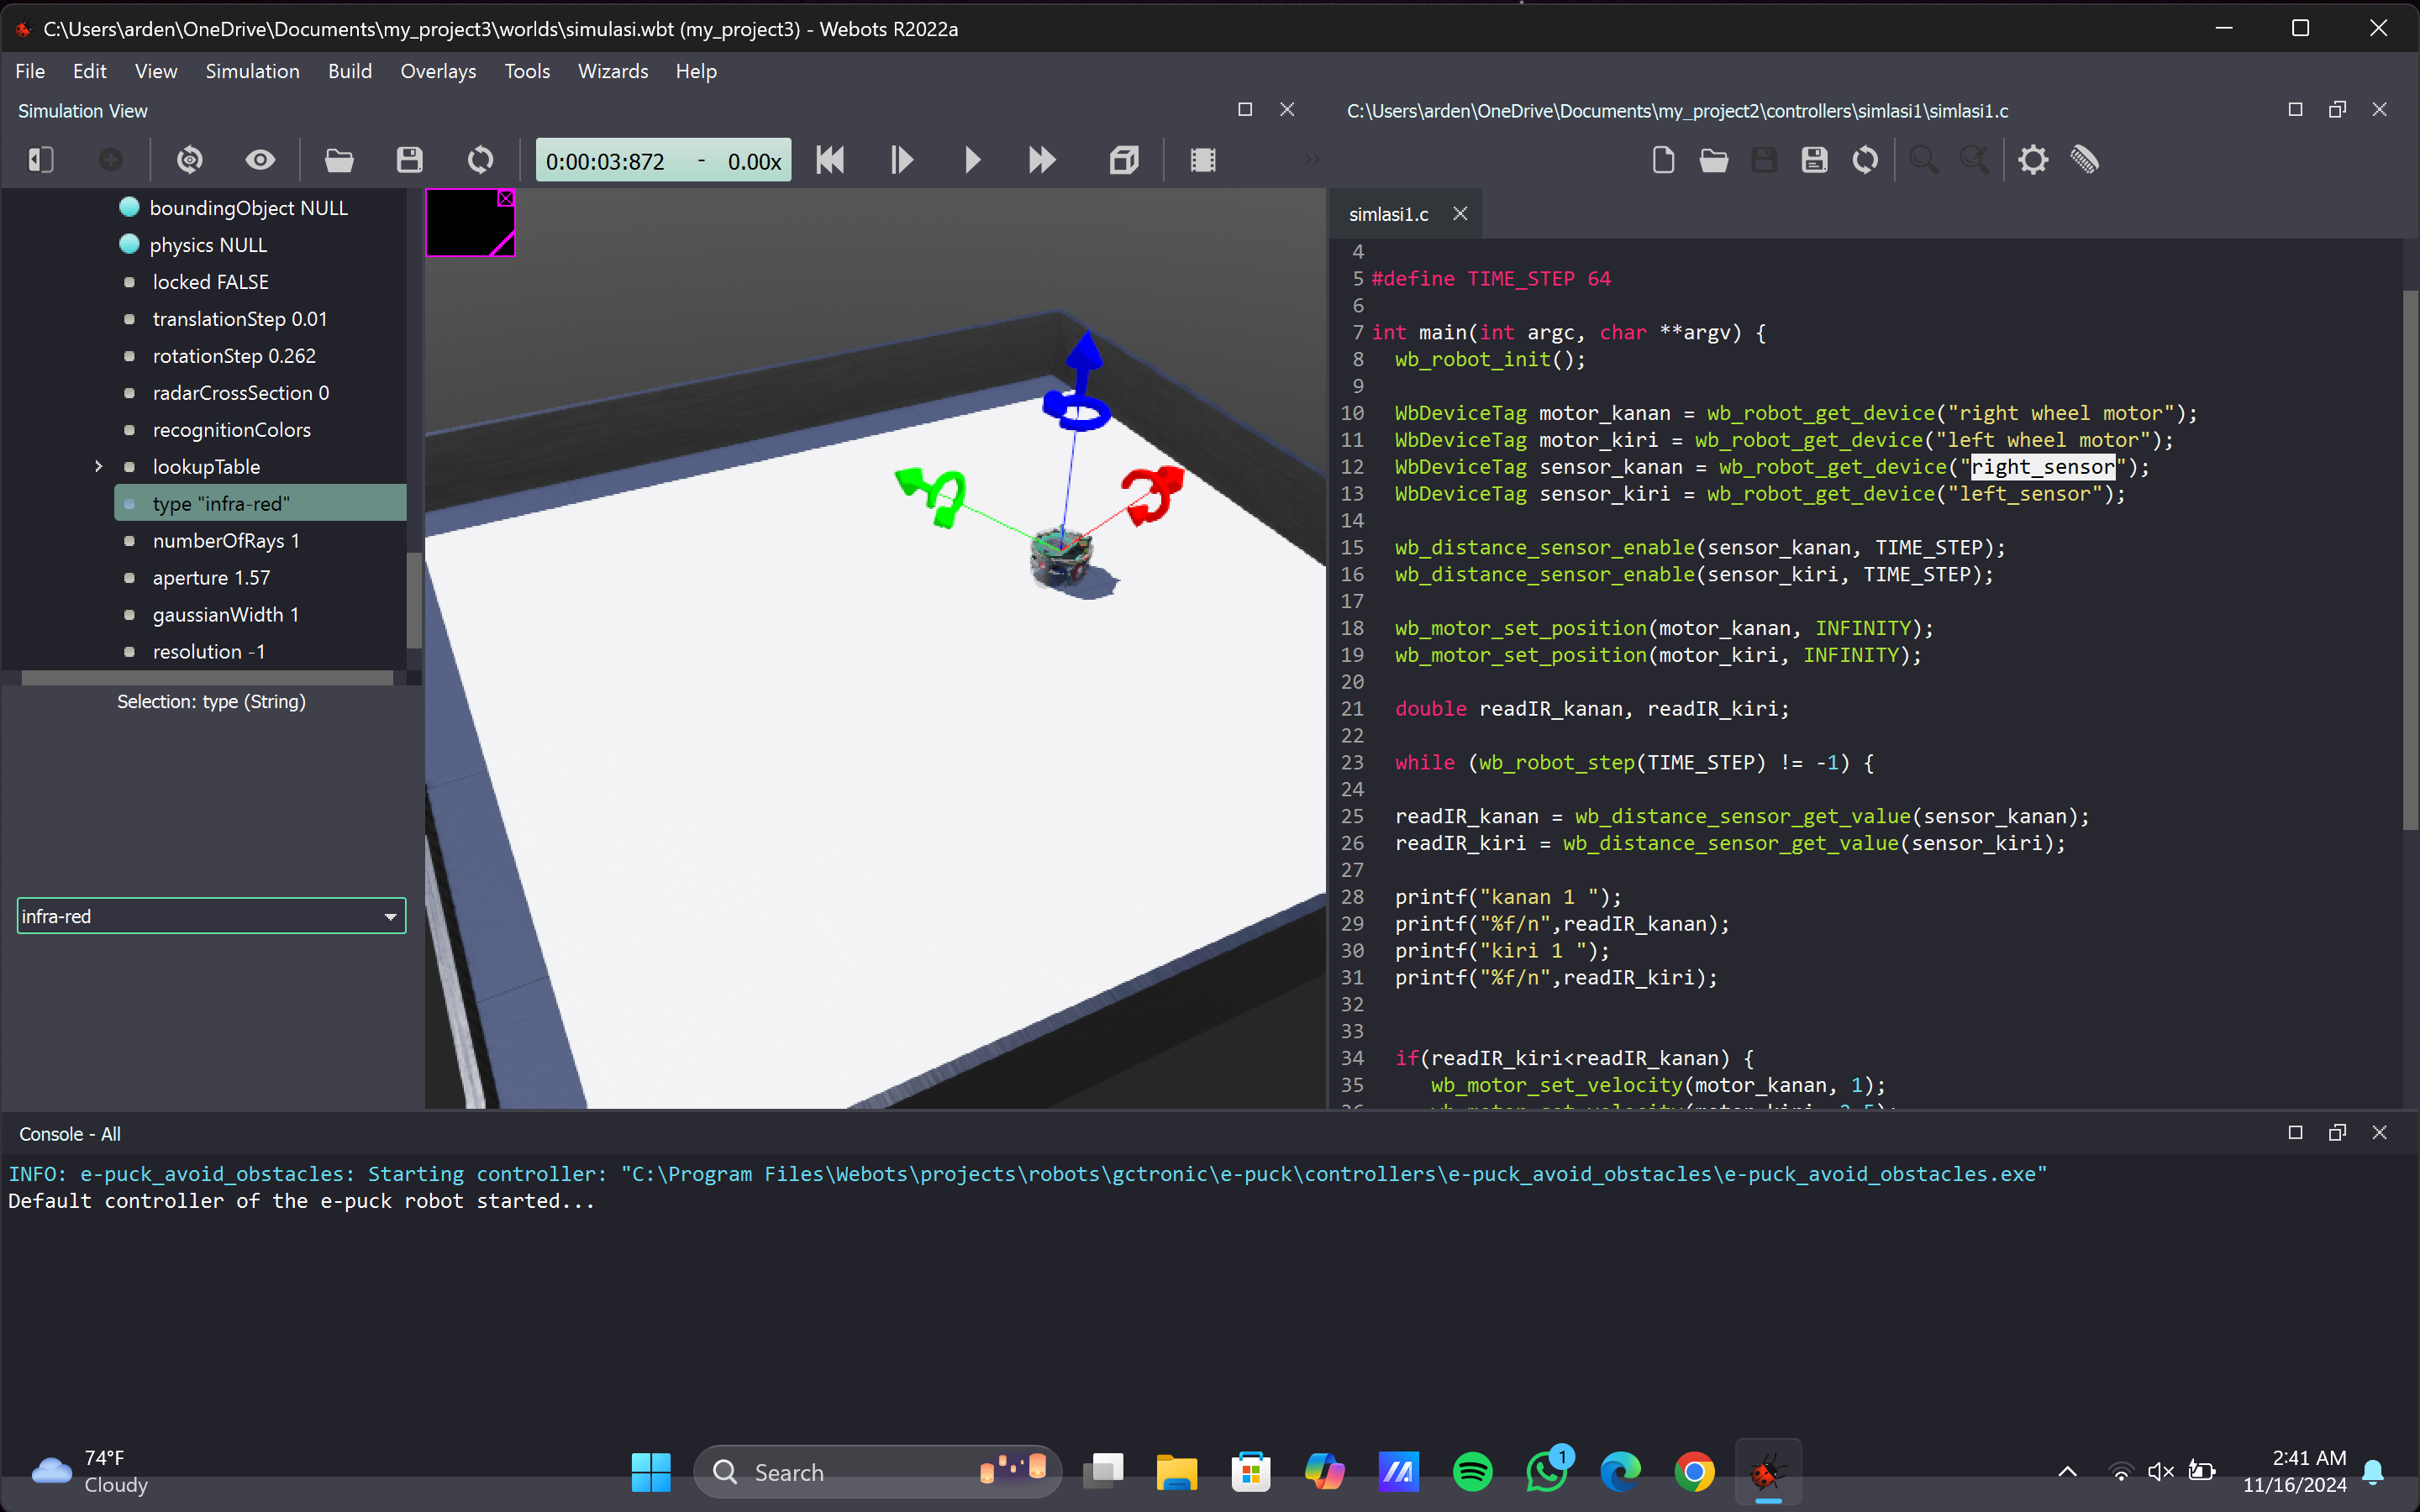 C:\Users\arden\OneDrive\Documents\my_project3\worlds\simulasi.wbt (my_project3) - Webots R2022a
File Edit View Simulation Build Overlays Tools Wizards Help
Simulation View
C:\Users\arden\OneDrive\Documents\my_project2\controllers\simlasi1\simlasi1.c
0:00:03:872 - 0.00x
boundingObject NULL
physics NULL
locked FALSE
translationStep 0.01
rotationStep 0.262
radarCrossSection 0
recognitionColors
lookupTable
type "infra-red"
numberOfRays 1
aperture 1.57
gaussianWidth 1
resolution -1
Selection: type (String)
infra-red
simlasi1.c
4
5 #define TIME_STEP 64
6
7 int main(int argc, char **argv) {
8 wb_robot_init();
9
10 WbDeviceTag motor_kanan = wb_robot_get_device("right wheel motor");
11 WbDeviceTag motor_kiri = wb_robot_get_device("left wheel motor");
12 WbDeviceTag sensor_kanan = wb_robot_get_device("right_sensor");
13 WbDeviceTag sensor_kiri = wb_robot_get_device("left_sensor");
14
15 wb_distance_sensor_enable(sensor_kanan, TIME_STEP);
16 wb_distance_sensor_enable(sensor_kiri, TIME_STEP);
17
18 wb_motor_set_position(motor_kanan, INFINITY);
19 wb_motor_set_position(motor_kiri, INFINITY);
20
21 double readIR_kanan, readIR_kiri;
22
23 while (wb_robot_step(TIME_STEP) != -1) {
24
25 readIR_kanan = wb_distance_sensor_get_value(sensor_kanan);
26 readIR_kiri = wb_distance_sensor_get_value(sensor_kiri);
27
28 printf("kanan 1 ");
29 printf("%f/n",readIR_kanan);
30 printf("kiri 1 ");
31 printf("%f/n",readIR_kiri);
32
33
34 if(readIR_kiri<readIR_kanan) {
35 wb_motor_set_velocity(motor_kanan, 1);
Console - All
INFO: e-puck_avoid_obstacles: Starting controller: "C:\Program Files\Webots\projects\robots\gctronic\e-puck\controllers\e-puck_avoid_obstacles\e-puck_avoid_obstacles.exe"
Default controller of the e-puck robot started...
74°F
Cloudy
Search
1
2:41 AM
11/16/2024